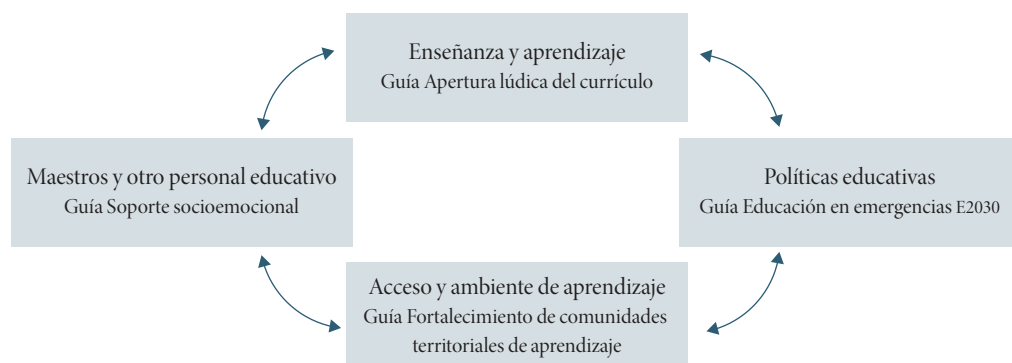 Enseñanza y aprendizaje
Guía Apertura lúdica del currículo
Maestros y otro personal educativo
Guía Soporte socioemocional
Políticas educativas
Guía Educación en emergencias E2030
Acceso y ambiente de aprendizaje
Guía Fortalecimiento de comunidades
territoriales de aprendizaje